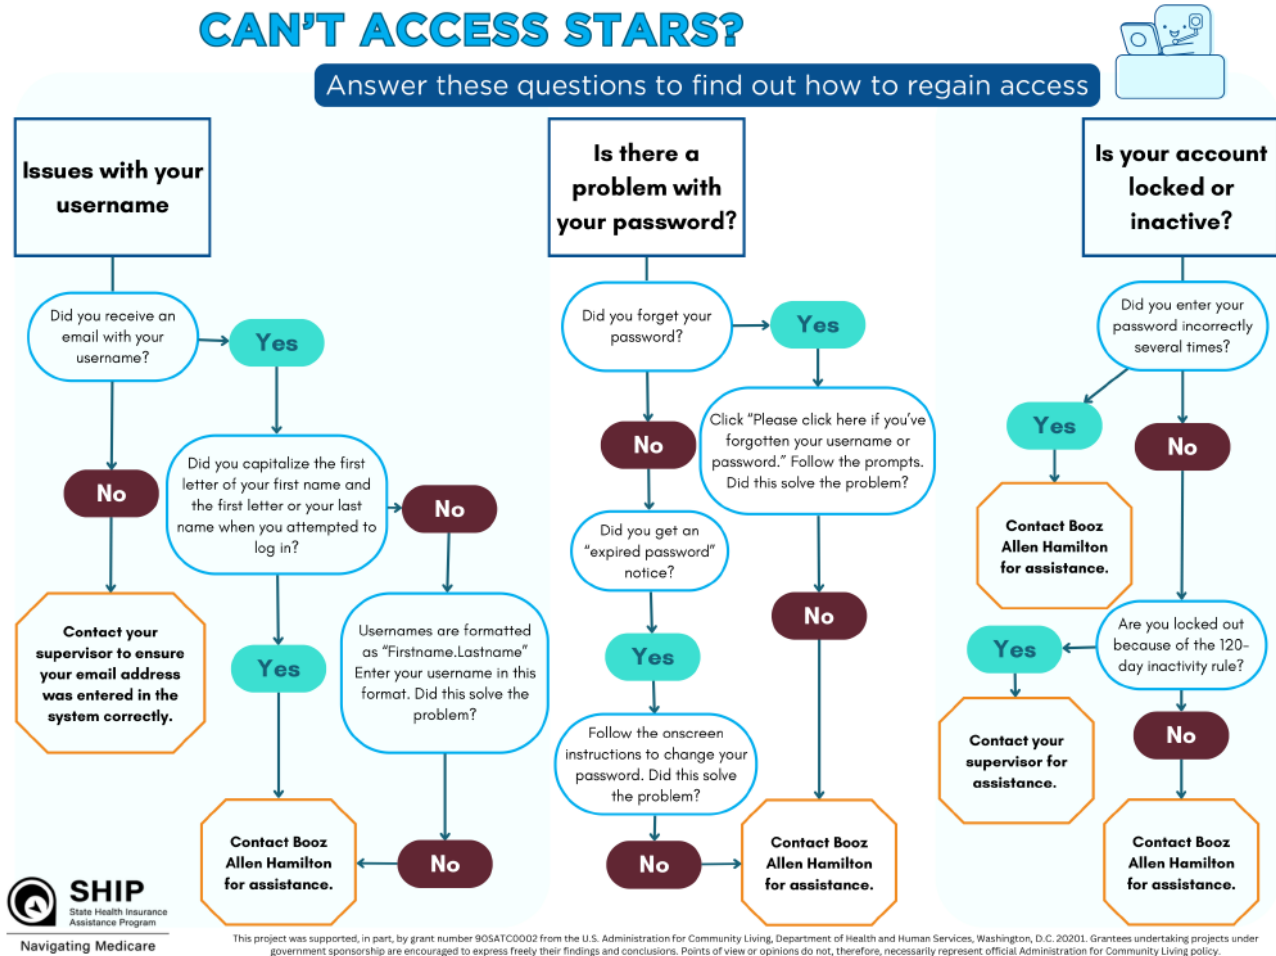 CAN'T ACCESS STARS?
Answer these questions to find out how to regain access
Issues with your
username
Did you receive an
email with your
username?
Yes
No
Did you capitalize the first
letter of your first name and
the first letter or your last
name when you attempted to
log in?
No
Contact your
supervisor to ensure
your email address
was entered in the
system correctly.
Yes
Usernames are formatted
as “Firstname.Lastname”
Enter your username in this
format. Did this solve the
problem?
No
Contact Booz
Allen Hamilton
for assistance.
Is there a
problem with
your password?
Did you forget your
password?
Yes
No
Click “Please click here if you’ve
forgotten your username or
password.” Follow the prompts.
Did this solve the problem?
Did you get an
“expired password”
notice?
No
Yes
Follow the onscreen
instructions to change your
password. Did this solve
the problem?
No
Contact Booz
Allen Hamilton
for assistance.
Is your account
locked or
inactive?
Did you enter your
password incorrectly
several times?
Yes
No
Contact Booz
Allen Hamilton
for assistance.
Are you locked out
because of the 120-
day inactivity rule?
Yes
No
Contact your
supervisor for
assistance.
Contact Booz
Allen Hamilton
for assistance.
SHIP
State Health Insurance
Assistance Program
Navigating Medicare
This project was supported, in part, by grant number 90SATC0002 from the U.S. Administration for Community Living, Department of Health and Human Services, Washington, D.C. 20201. Grantees undertaking projects under
government sponsorship are encouraged to express freely their findings and conclusions. Points of view or opinions do not, therefore, necessarily represent official Administration for Community Living policy.